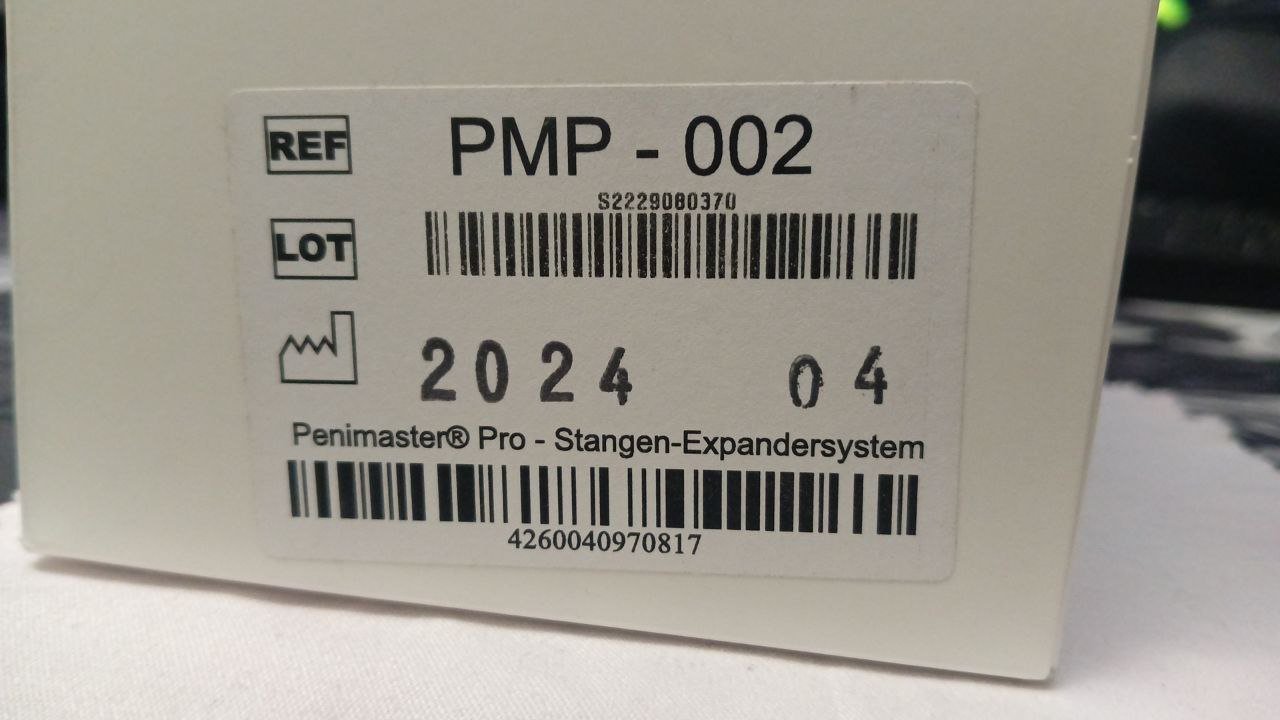 REF PMP - 002
S2229080370
LOT
2024 04
Penimaster® Pro - Stangen-Expandersystem
4260040970817